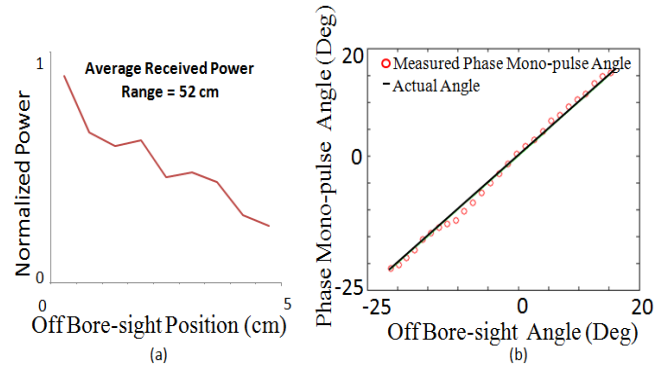 1
Average Received Power
Range = 52 cm
Normalized Power
0
0
5
Off Bore-sight Position (cm)
(a)
Phase Mono-pulse Angle (Deg)
20
Measured Phase Mono-pulse Angle
Actual Angle
0
-25
-25
0
20
Off Bore-sight Angle (Deg)
(b)